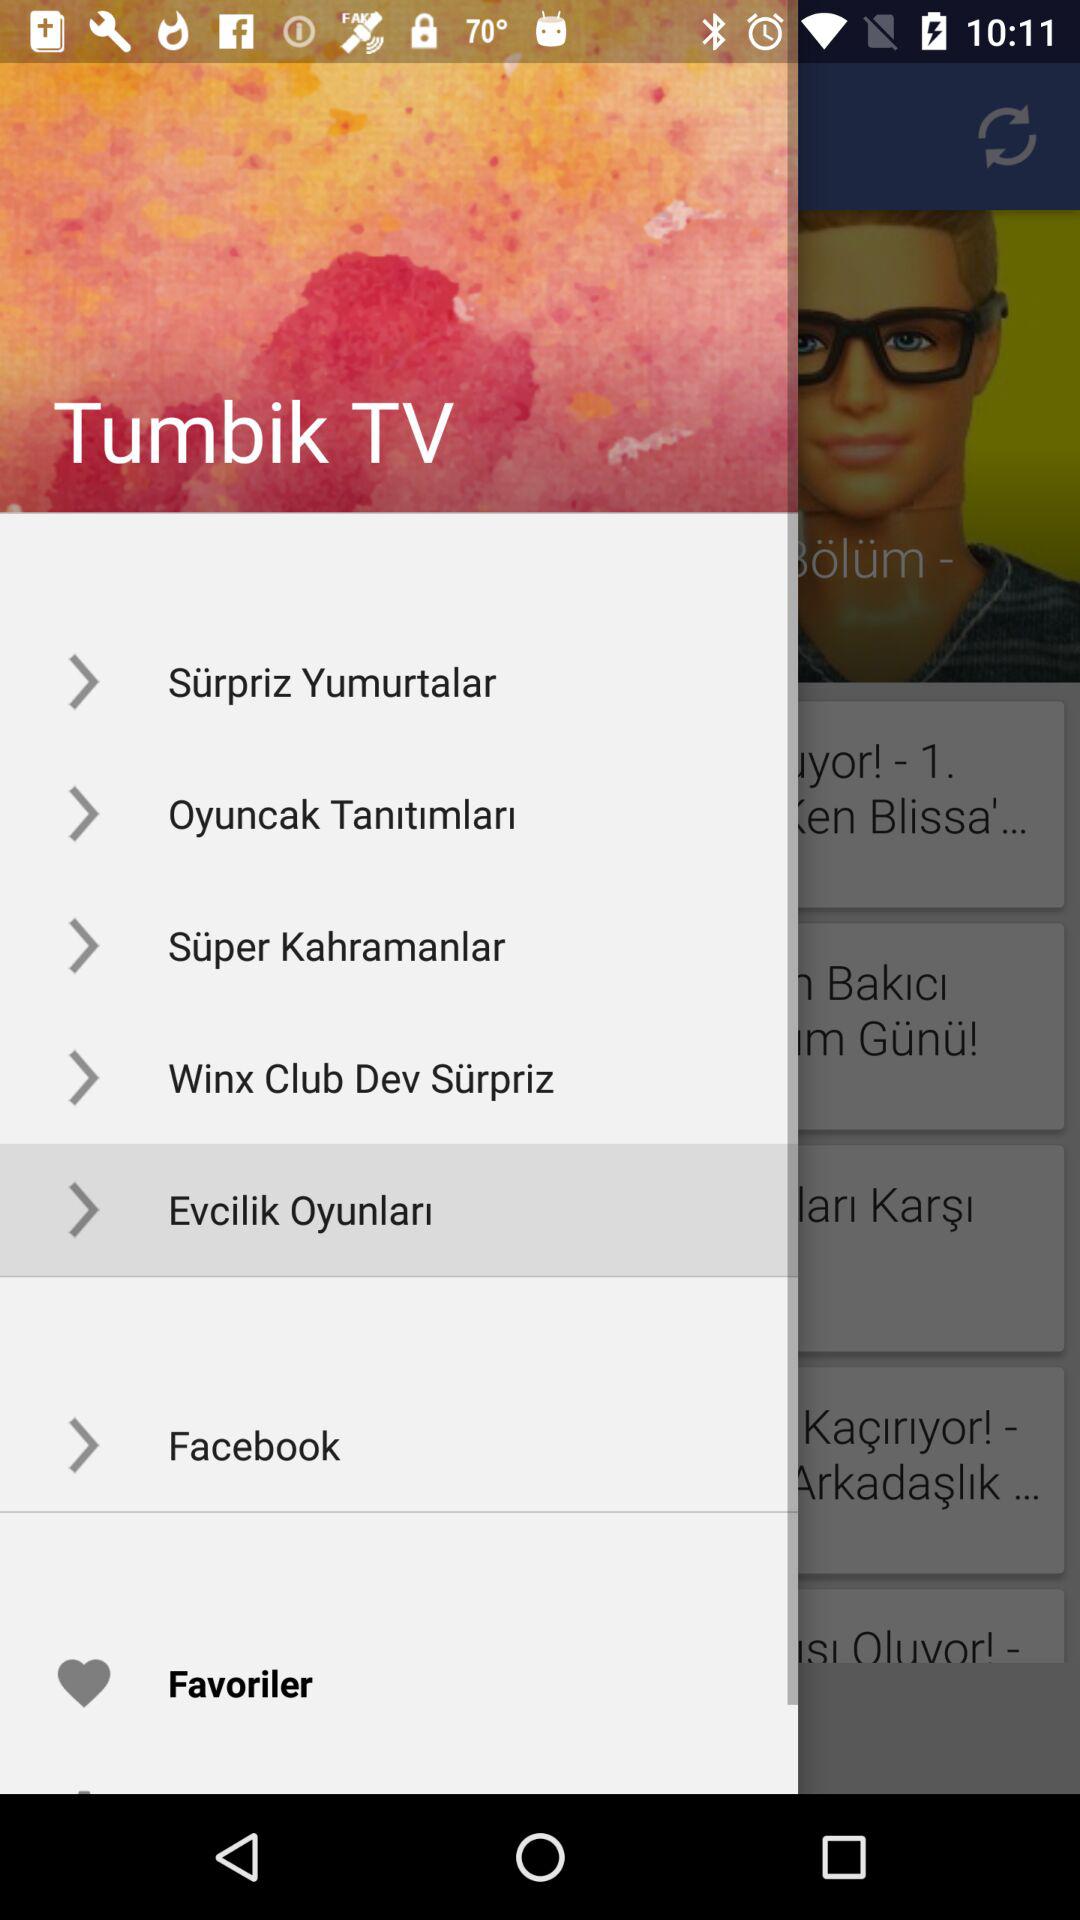 FAKE 70° 10:11
Tumbik TV
Bölüm -
Sürpriz Yumurtalar
uyor! - 1.
Oyuncak Tanıtımları
Ken Blissa'...
Süper Kahramanlar
n Bakıcı
ım Günü!
Winx Club Dev Sürpriz
Evcilik Oyunları
ları Karşı
Facebook
Kaçırıyor! -
Arkadaşlık ...
ısı Oluyor! -
Favoriler